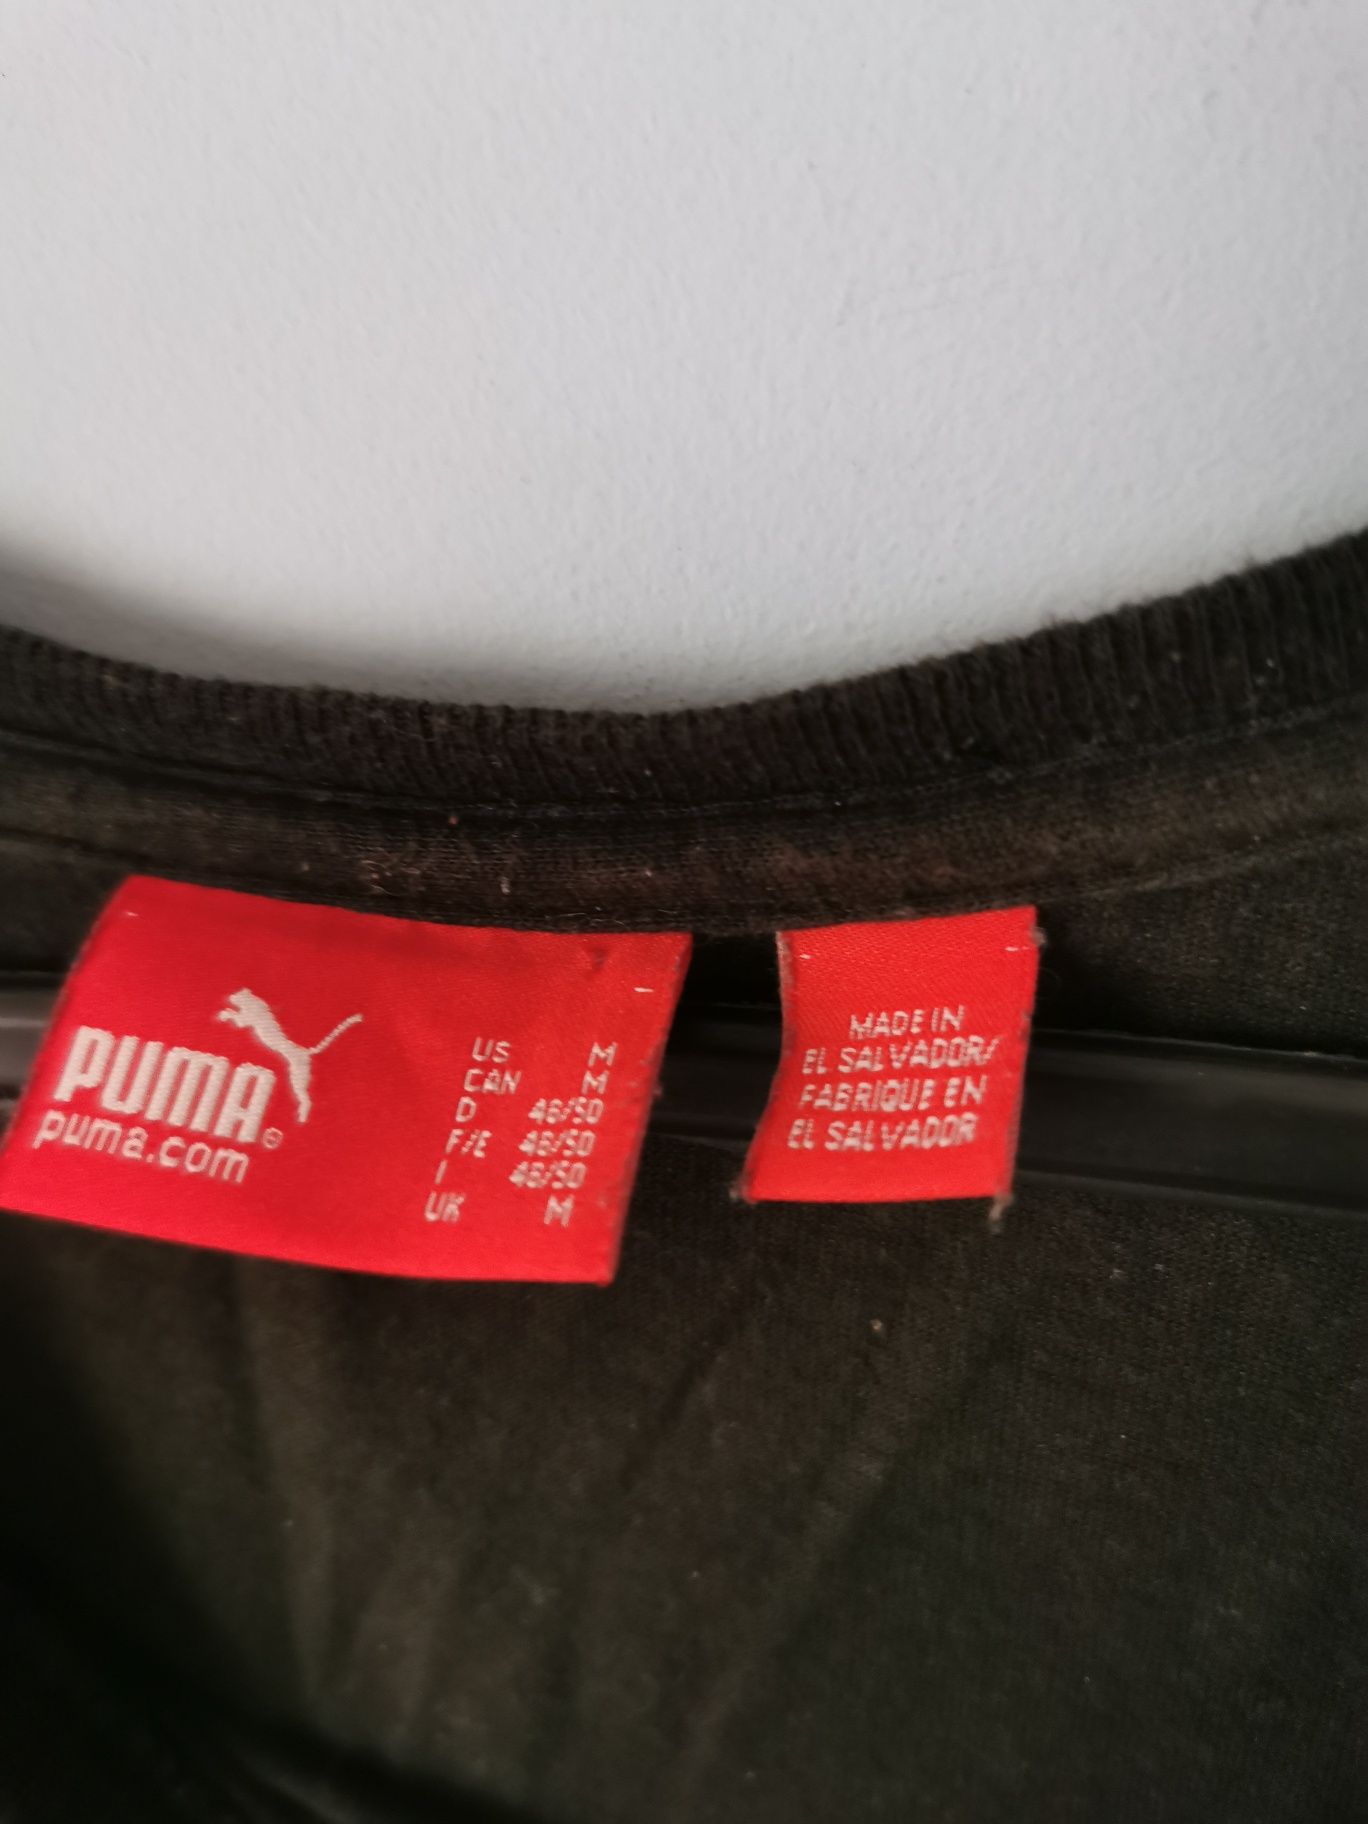 PUMA®
puma.com
US M
CAN M
D 48/50
F/E 48/50
I 48/50
UK M
MADE IN
EL SALVADOR/
FABRIQUE EN
EL SALVADOR